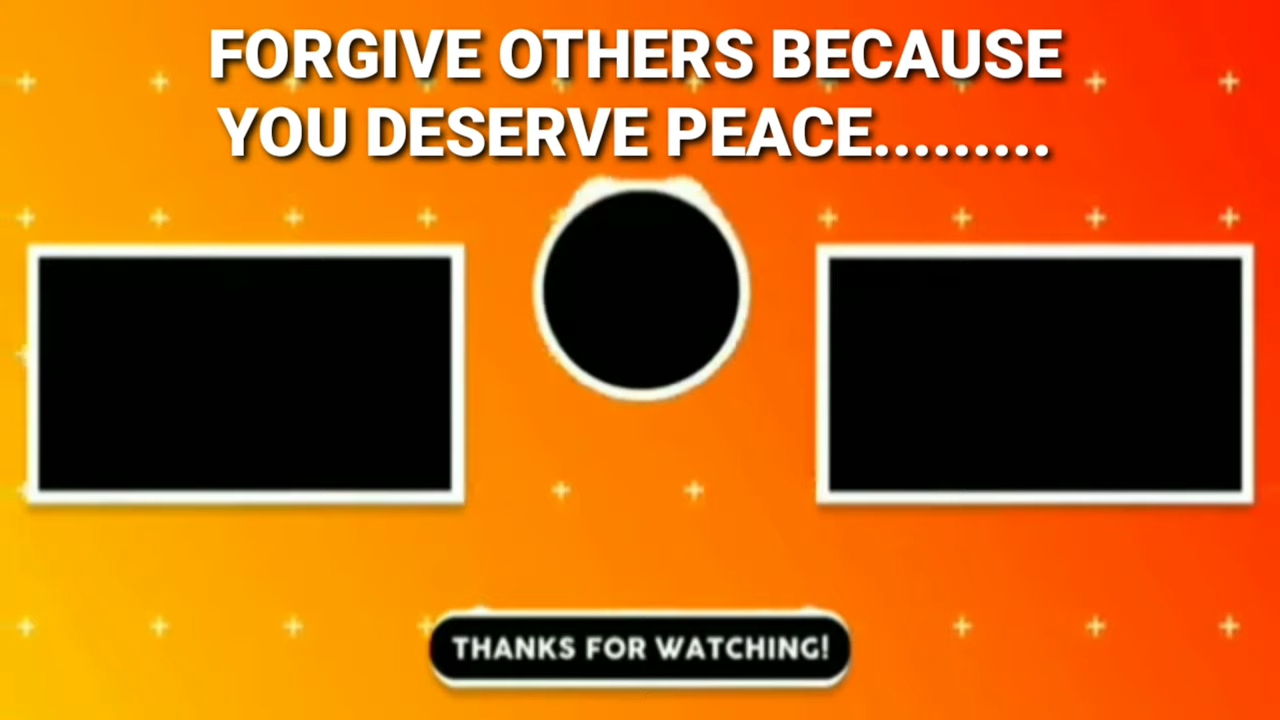 FORGIVE OTHERS BECAUSE
YOU DESERVE PEACE.........
THANKS FOR WATCHING!